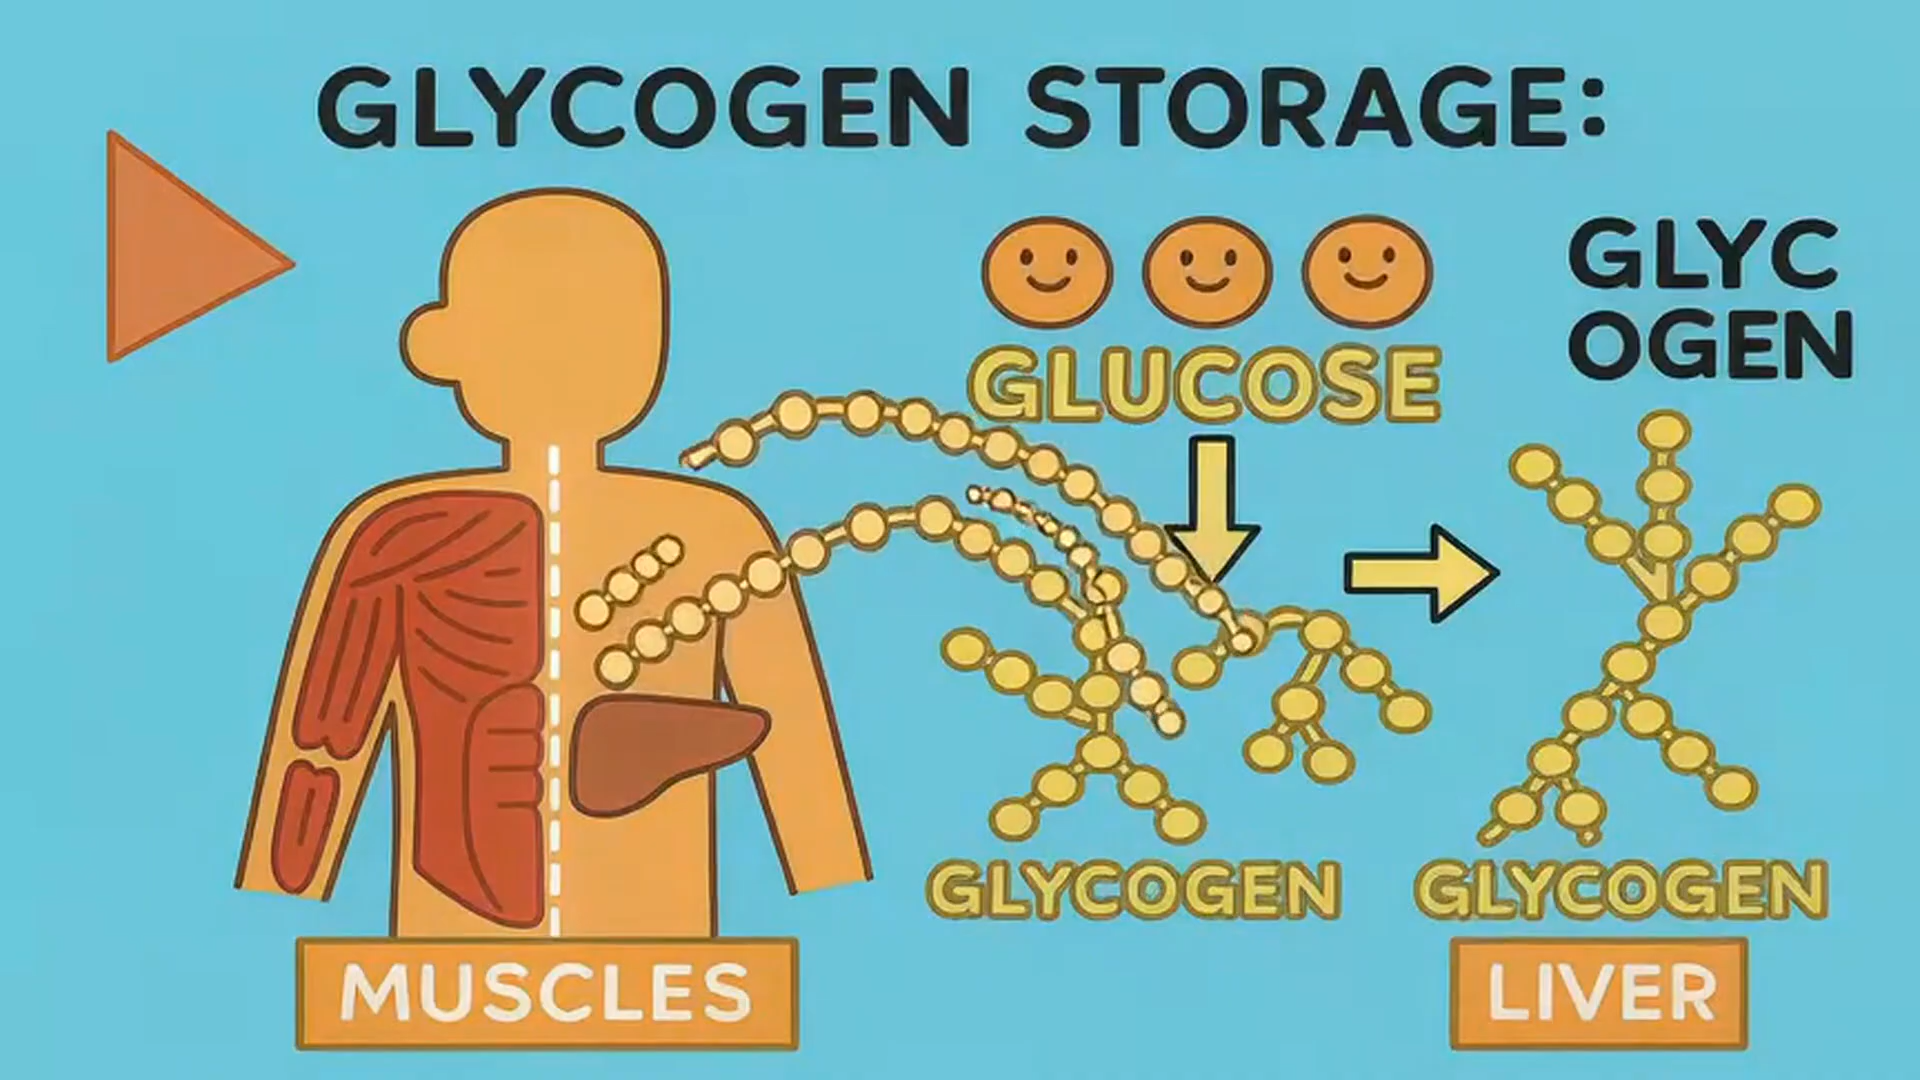 GLYCOGEN STORAGE:
GLUCOSE
GLYC
OGEN
GLYCOGEN
GLYCOGEN
MUSCLES
LIVER